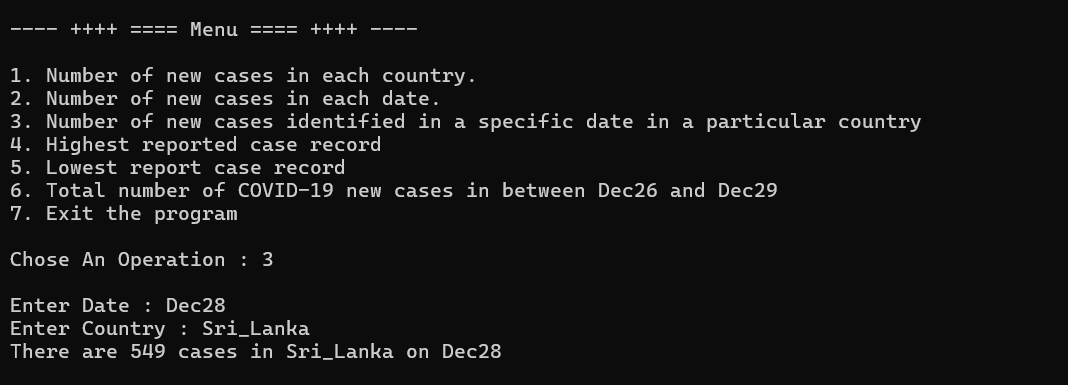 ---- ++++ ==== Menu ==== ++++ ----
1. Number of new cases in each country.
2. Number of new cases in each date.
3. Number of new cases identified in a specific date in a particular country
4. Highest reported case record
5. Lowest report case record
6. Total number of COVID-19 new cases in between Dec26 and Dec29
7. Exit the program
Chose An Operation : 3
Enter Date : Dec28
Enter Country : Sri_Lanka
There are 549 cases in Sri_Lanka on Dec28